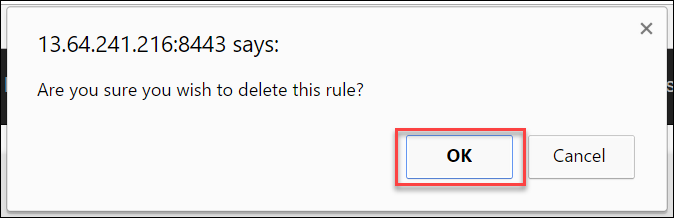 13.64.241.216:8443 says:
Are you sure you wish to delete this rule?
OK
Cancel